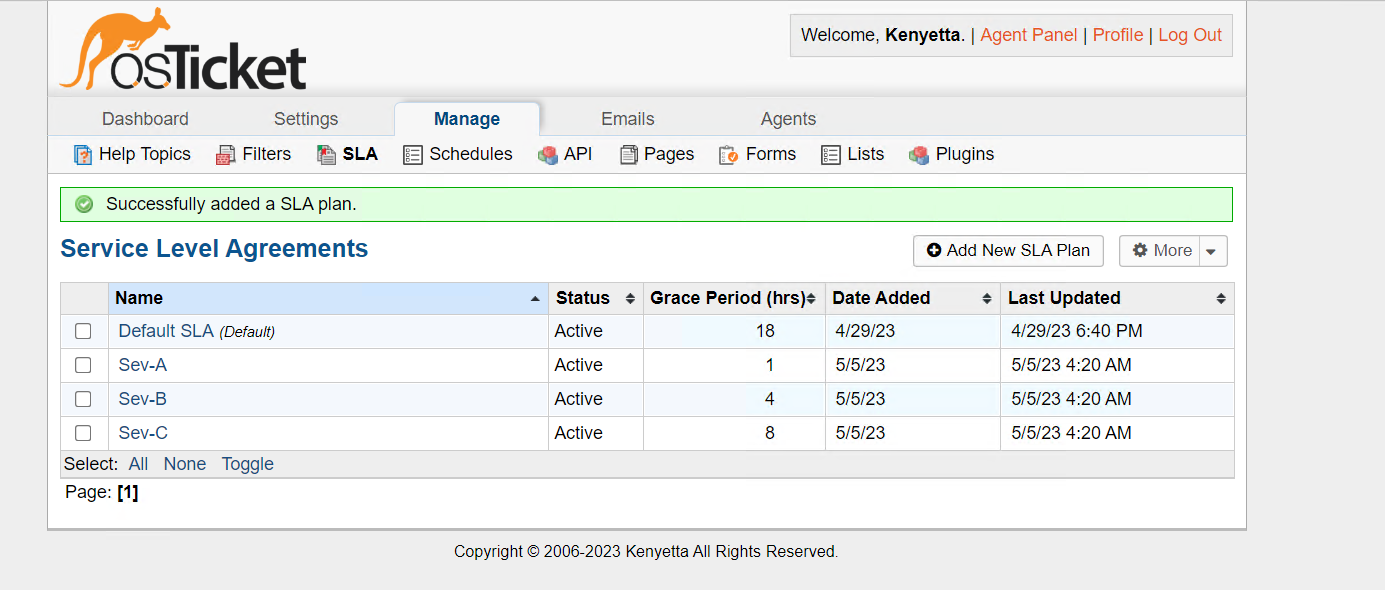 osTicket
Welcome, Kenyetta. | Agent Panel | Profile | Log Out
Dashboard Settings Manage Emails Agents
Help Topics Filters SLA Schedules API Pages Forms Lists Plugins
Successfully added a SLA plan.
Service Level Agreements
Add New SLA Plan More
Name Status Grace Period (hrs) Date Added Last Updated
Default SLA (Default) Active 18 4/29/23 4/29/23 6:40 PM
Sev-A Active 1 5/5/23 5/5/23 4:20 AM
Sev-B Active 4 5/5/23 5/5/23 4:20 AM
Sev-C Active 8 5/5/23 5/5/23 4:20 AM
Select: All None Toggle
Page: [1]
Copyright © 2006-2023 Kenyetta All Rights Reserved.